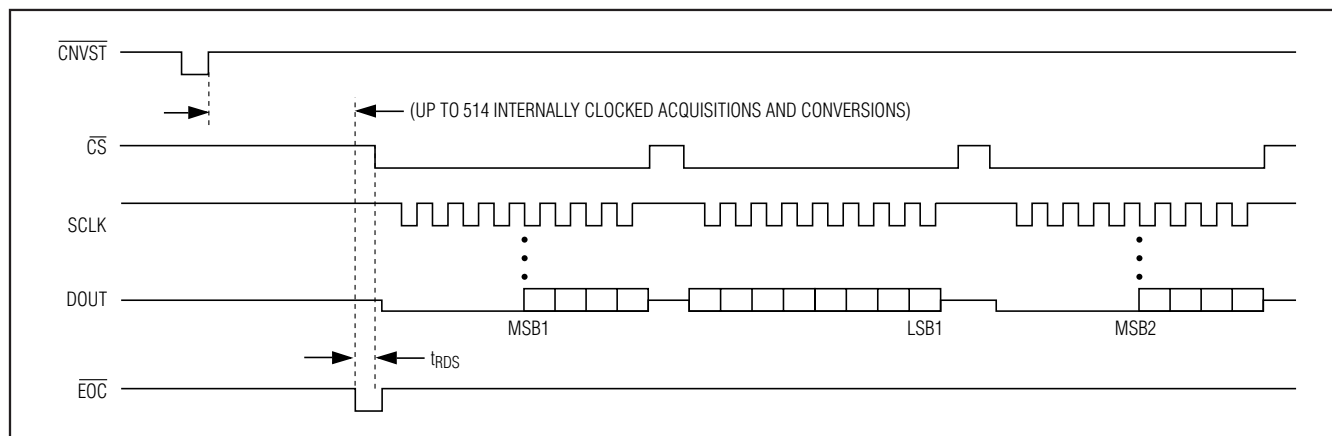 CNVST
(UP TO 514 INTERNALLY CLOCKED ACQUISITIONS AND CONVERSIONS)
CS
SCLK
DOUT
MSB1
LSB1
MSB2
tRDS
EOC